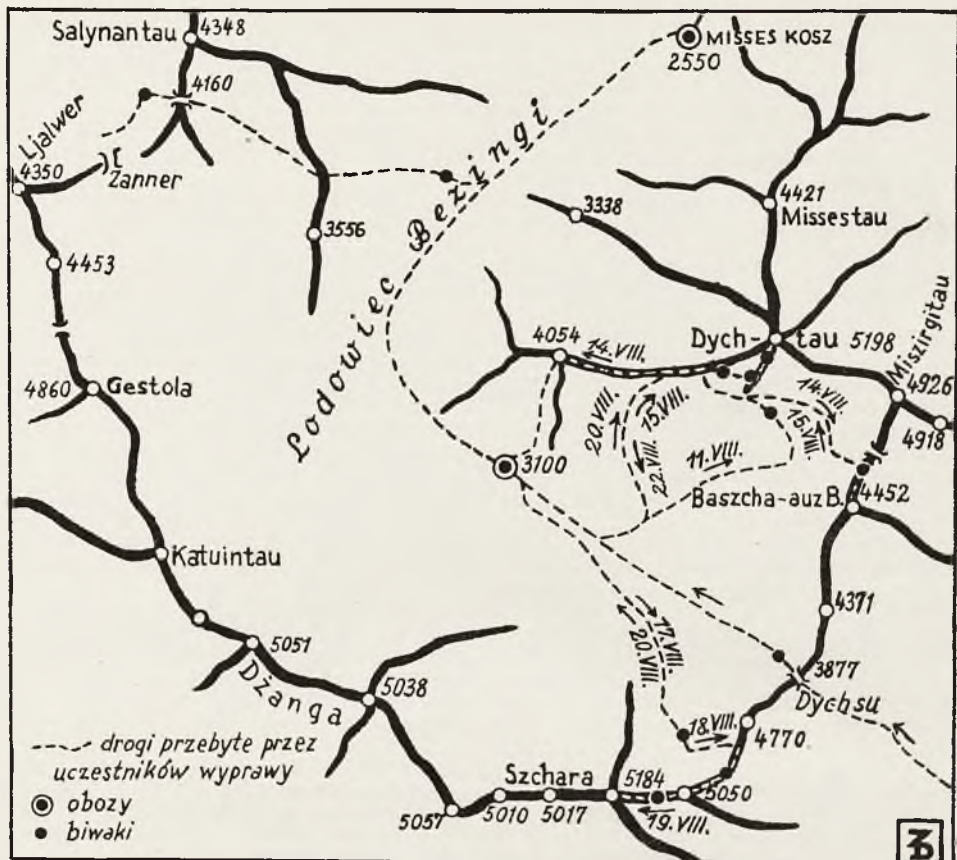 Salynantau
4348
MISSES KOSZ
2550
4160
Ljalwer
4350
Żanner
4421
Missestau
3338
3556
Lodowiec Bezingi
4453
4054
14.VIII.
Dych-tau
5198
Miszirgitau
4926
4918
4860
Gestola
20.VIII.
15.VIII.
22.VIII.
14.VIII.
15.VIII.
11.VIII.
3100
Baszcha-auz B.
4452
Katuintau
4371
5051
Dżanga
5038
17.VIII.
20.VIII.
3877
Dychsu
18.VIII.
4770
Szchara
5184
5050
19.VIII.
5057
5010
5017
drogi przebyte przez
uczestników wyprawy
obozy
biwaki